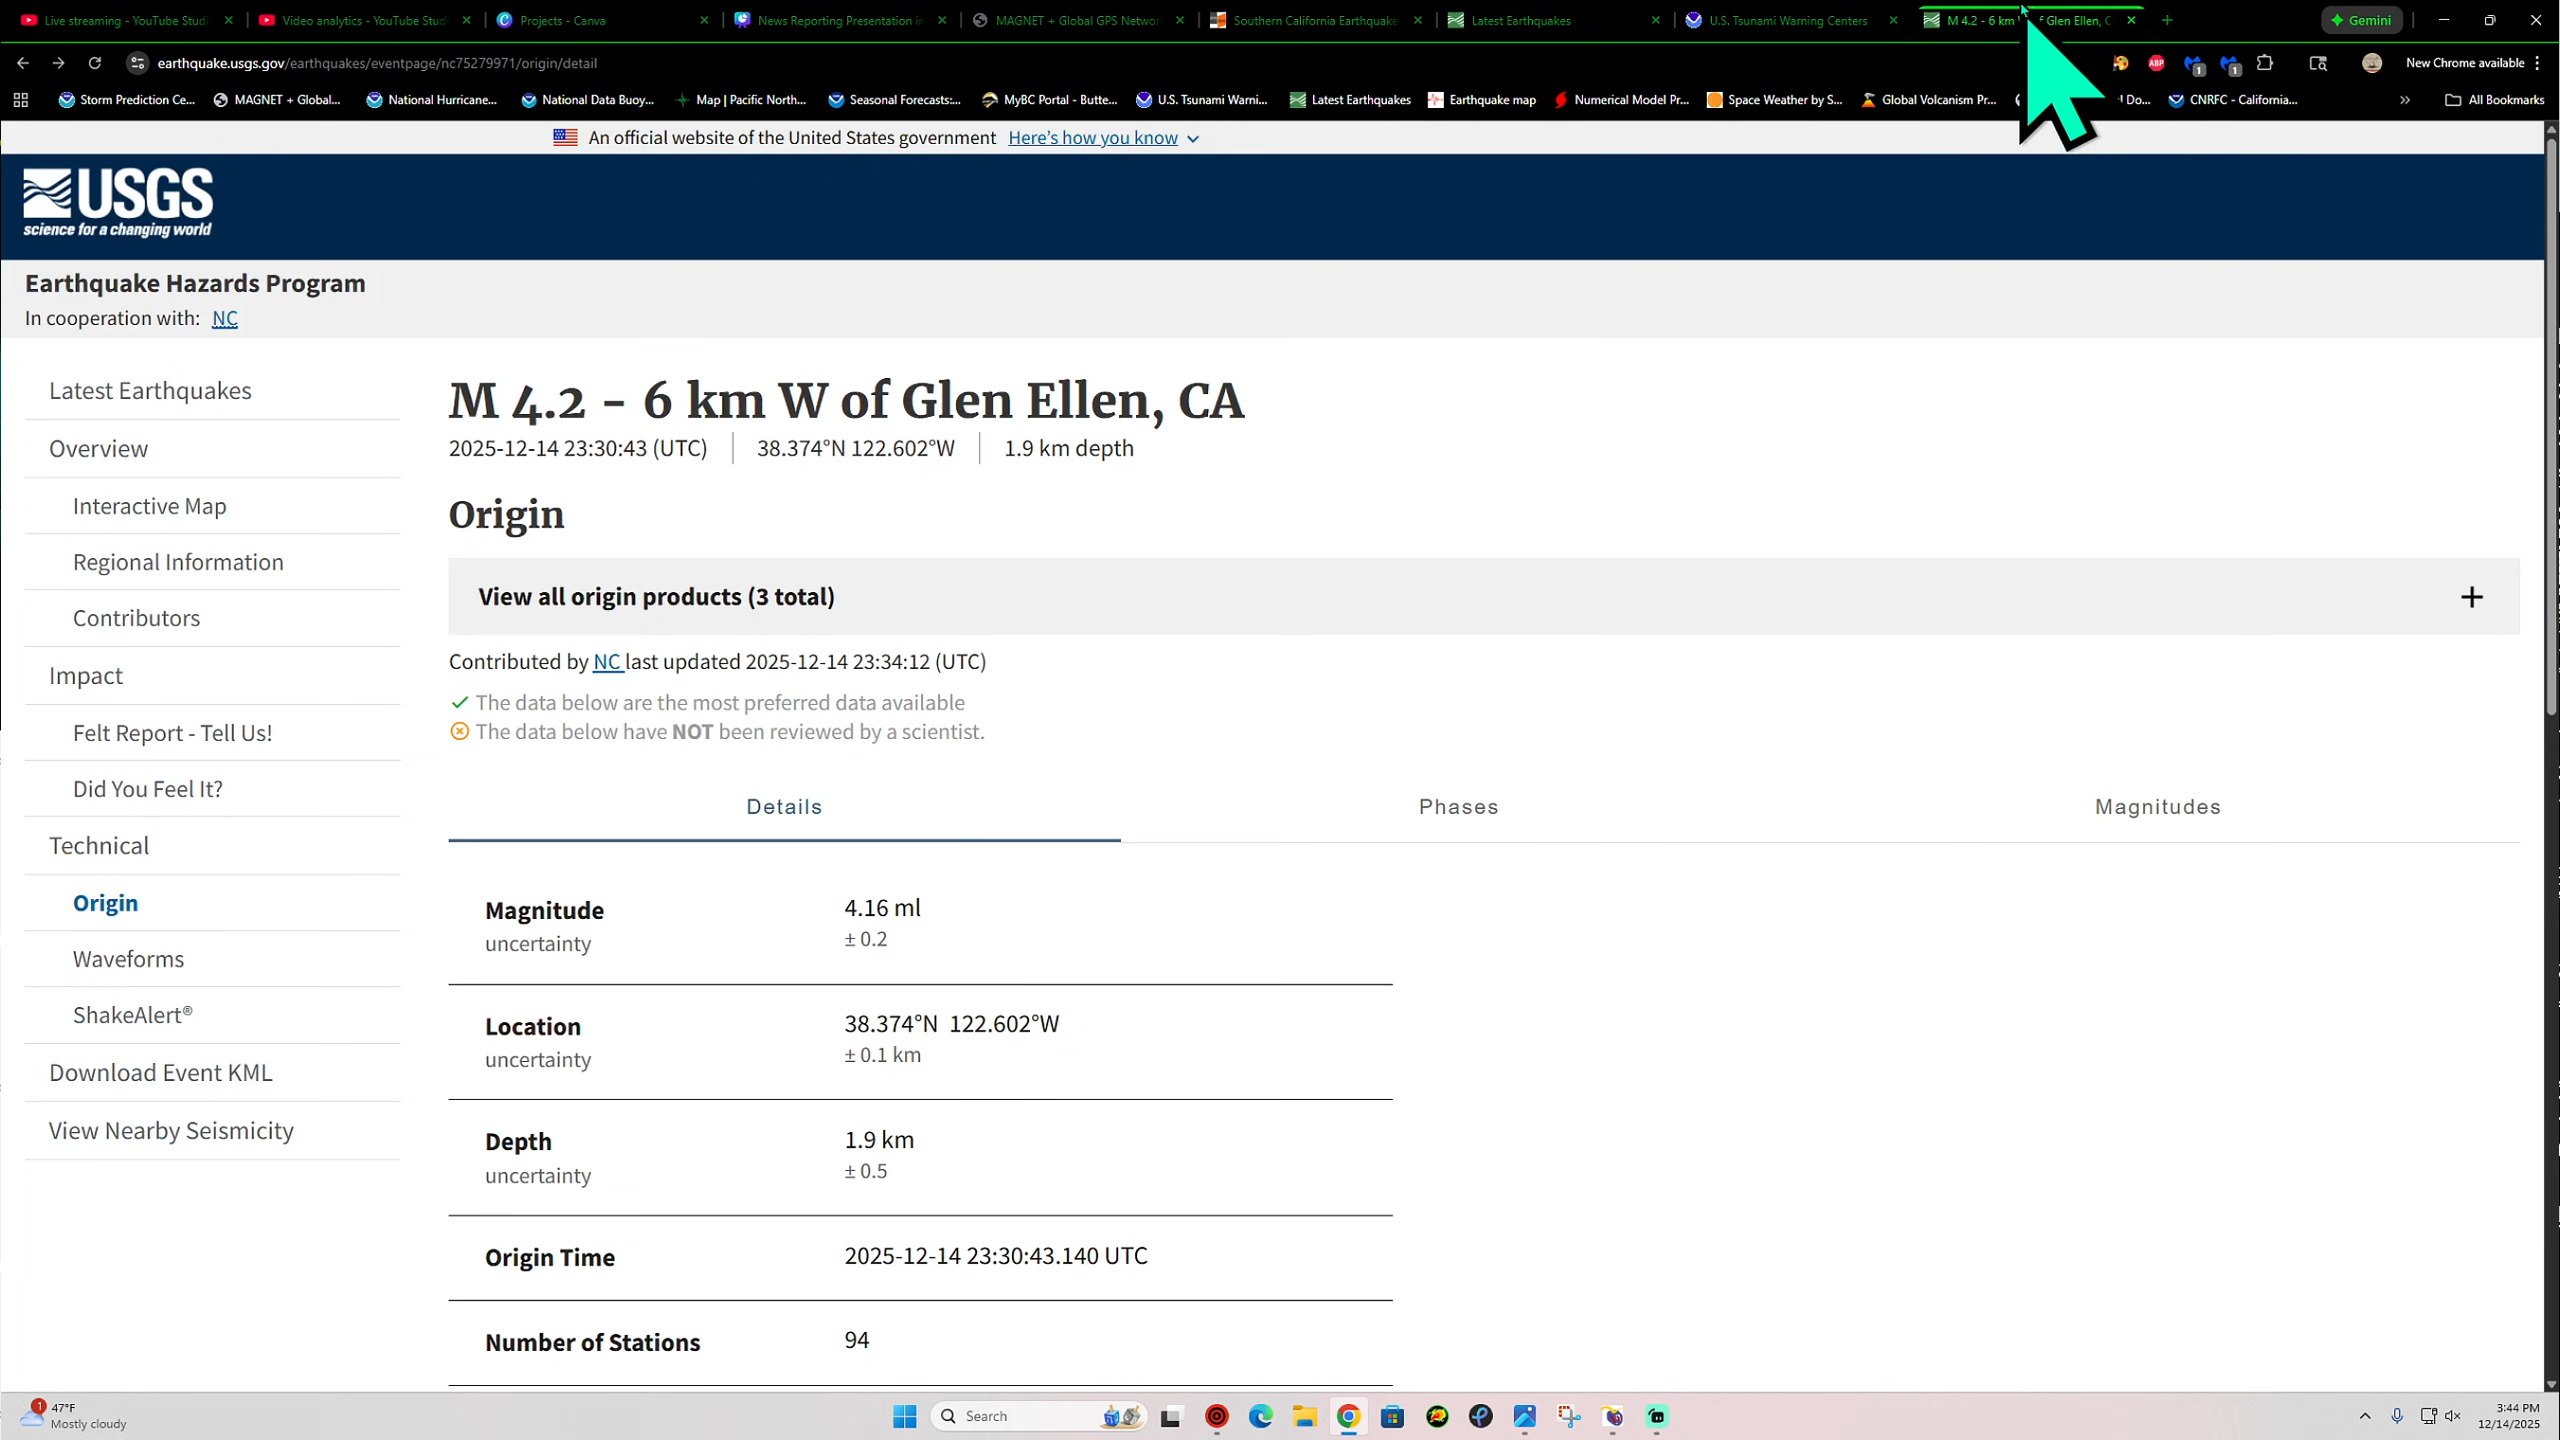 Live streaming - YouTube Studi
Video analytics - YouTube Stud
Projects - Canva
News Reporting Presentation in
MAGNET + Global GPS Networ
Southern California Earthquake
Latest Earthquakes
U.S. Tsunami Warning Centers
M 4.2 - 6 km Glen Ellen, C
Gemini
earthquake.usgs.gov/earthquakes/eventpage/nc75279971/origin/detail
ABP
1
1
New Chrome available
Storm Prediction Ce...
MAGNET + Global...
National Hurricane...
National Data Buoy...
Map | Pacific North...
Seasonal Forecasts:...
MyBC Portal - Butte...
U.S. Tsunami Warni...
Latest Earthquakes
Earthquake map
Numerical Model Pr...
Space Weather by S...
Global Volcanism Pr...
Do...
CNRFC - California...
All Bookmarks
An official website of the United States government Here's how you know
USGS
science for a changing world
Earthquake Hazards Program
In cooperation with: NC
Latest Earthquakes
Overview
Interactive Map
Regional Information
Contributors
Impact
Felt Report - Tell Us!
Did You Feel It?
Technical
Origin
Waveforms
ShakeAlert®
Download Event KML
View Nearby Seismicity
M 4.2 - 6 km W of Glen Ellen, CA
2025-12-14 23:30:43 (UTC) 38.374°N 122.602°W 1.9 km depth
Origin
View all origin products (3 total)
Contributed by NC last updated 2025-12-14 23:34:12 (UTC)
The data below are the most preferred data available
The data below have NOT been reviewed by a scientist.
Details Phases Magnitudes
Magnitude 4.16 ml
uncertainty ± 0.2
Location 38.374°N 122.602°W
uncertainty ± 0.1 km
Depth 1.9 km
uncertainty ± 0.5
Origin Time 2025-12-14 23:30:43.140 UTC
Number of Stations 94
1
47°F
Mostly cloudy
Search
3:44 PM
12/14/2025